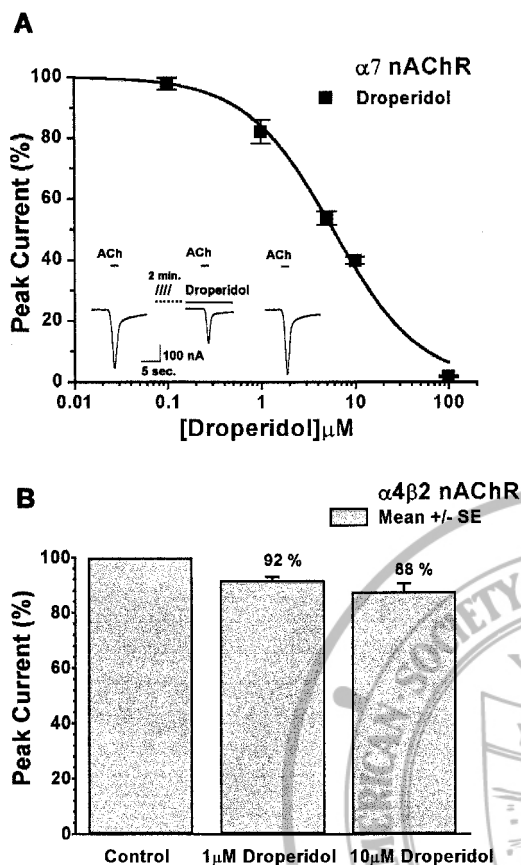 A
α7 nAChR
Droperidol
Peak Current (%)
100
80
60
40
20
0
ACh
2 min.
ACh
Droperidol
ACh
100 nA
5 sec.
0.01
0.1
1
10
100
[Droperidol]μM
B
α4β2 nAChR
Mean +/- SE
Peak Current (%)
100
80
60
40
20
0
92 %
88 %
Control
1μM Droperidol
10μM Droperidol
AMERICAN SOCIETY